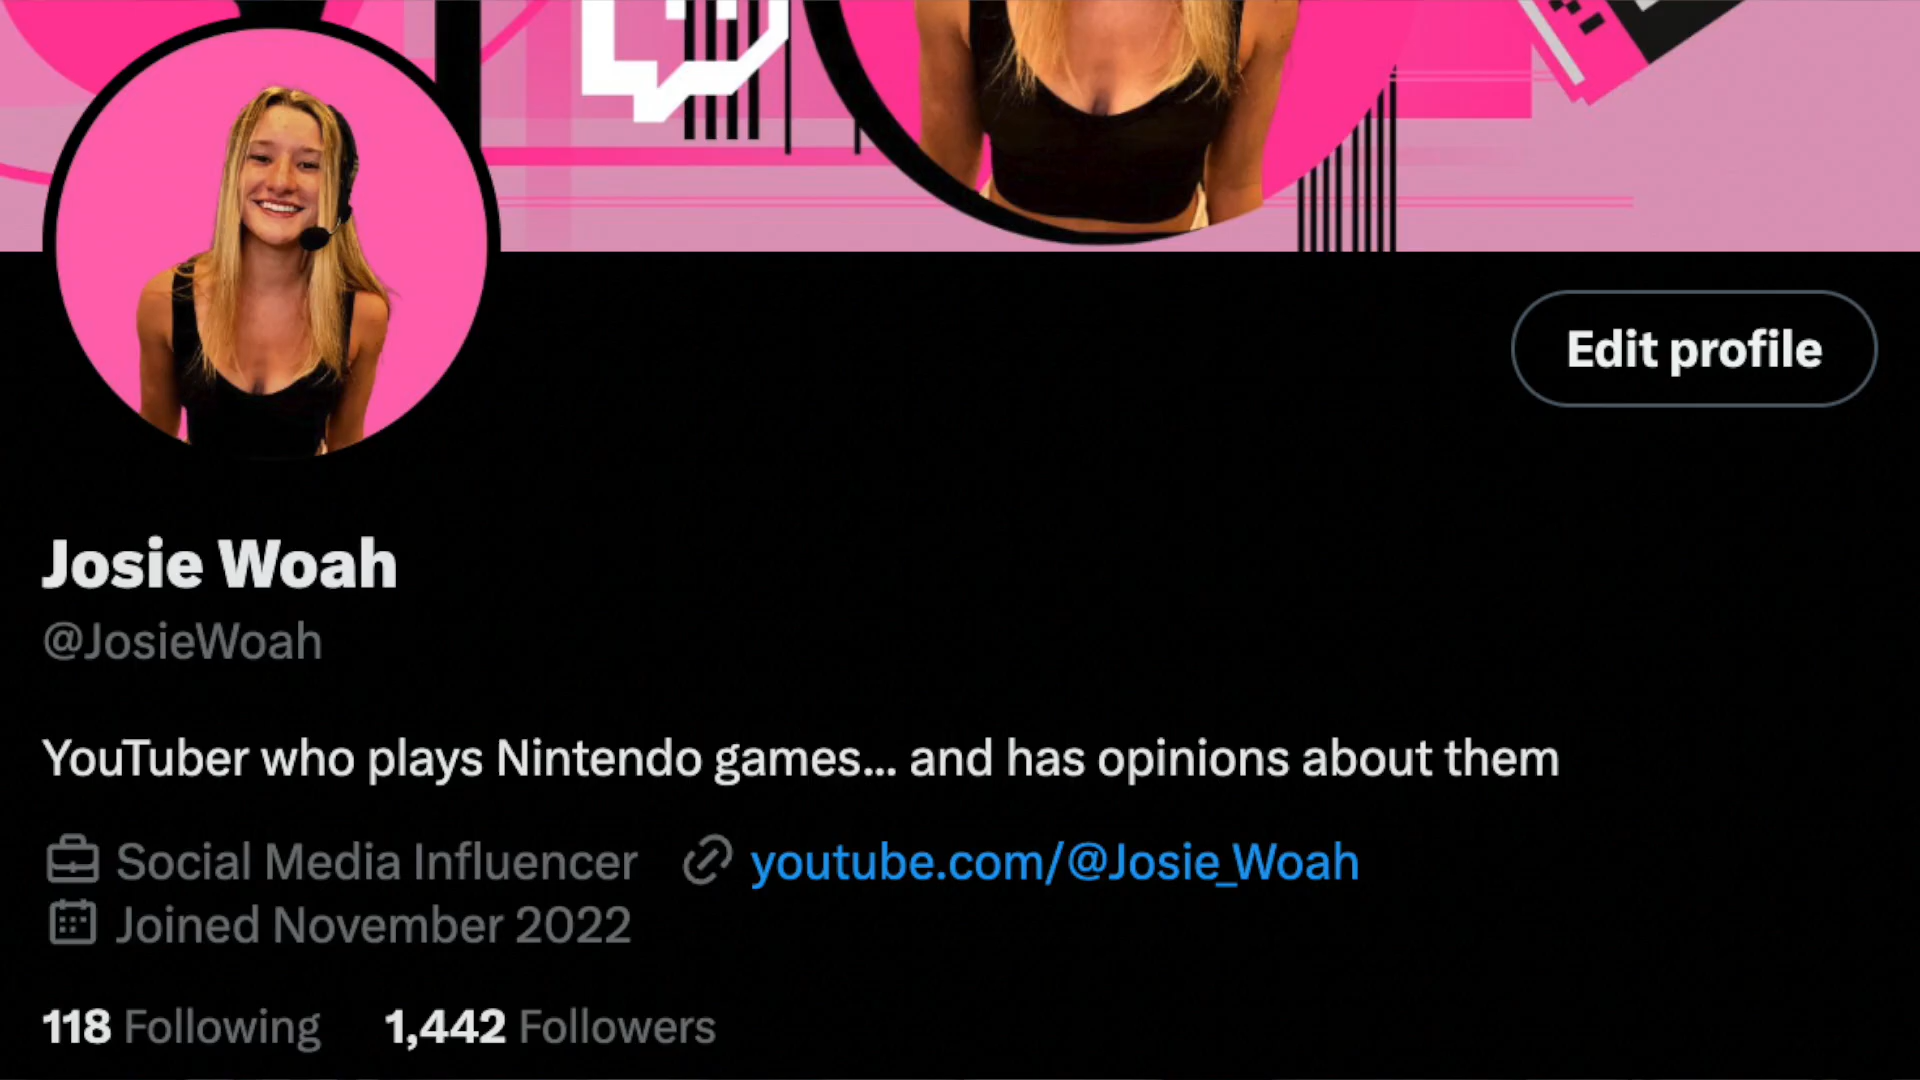 Edit profile
Josie Woah
@JosieWoah
YouTuber who plays Nintendo games... and has opinions about them
Social Media Influencer youtube.com/@Josie_Woah
Joined November 2022
118 Following 1,442 Followers